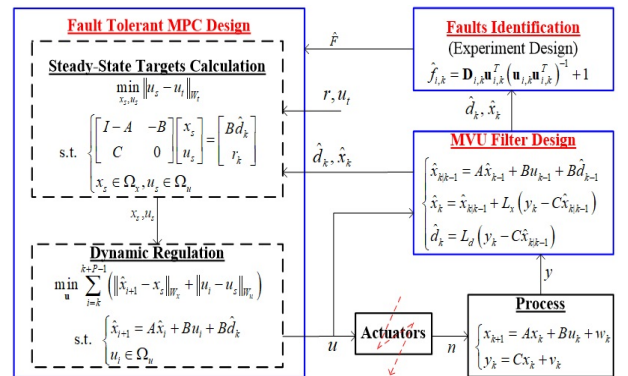 Fault Tolerant MPC Design
Steady-State Targets Calculation
min_{x_s,u_s} ‖u_s − u_t‖_{W_t}
s.t. { [I−A −B; C 0] [x_s; u_s] = [Bd̂_k; r_k]
x_s ∈ Ω_x, u_s ∈ Ω_u
x_s, u_s
Dynamic Regulation
min_u ∑_{i=k}^{k+P−1} (‖x̂_{i+1} − x_s‖_{W_x} + ‖u_i − u_s‖_{W_u})
s.t. { x̂_{i+1} = Ax̂_i + Bu_i + Bd̂_k
u_i ∈ Ω_u
F̂
r, u_t
d̂_k, x̂_k
u
Actuators
n
Faults Identification
(Experiment Design)
f̂_{i,k} = D_{i,k}u_{i,k}^T (u_{i,k}u_{i,k}^T)^{−1} + 1
d̂_k, x̂_k
MVU Filter Design
x̂_{k|k−1} = Ax̂_{k−1} + Bu_{k−1} + Bd̂_{k−1}
x̂_k = x̂_{k|k−1} + L_x (y_k − Cx̂_{k|k−1})
d̂_k = L_d (y_k − Cx̂_{k|k−1})
y
Process
x_{k+1} = Ax_k + Bu_k + w_k
y_k = Cx_k + v_k